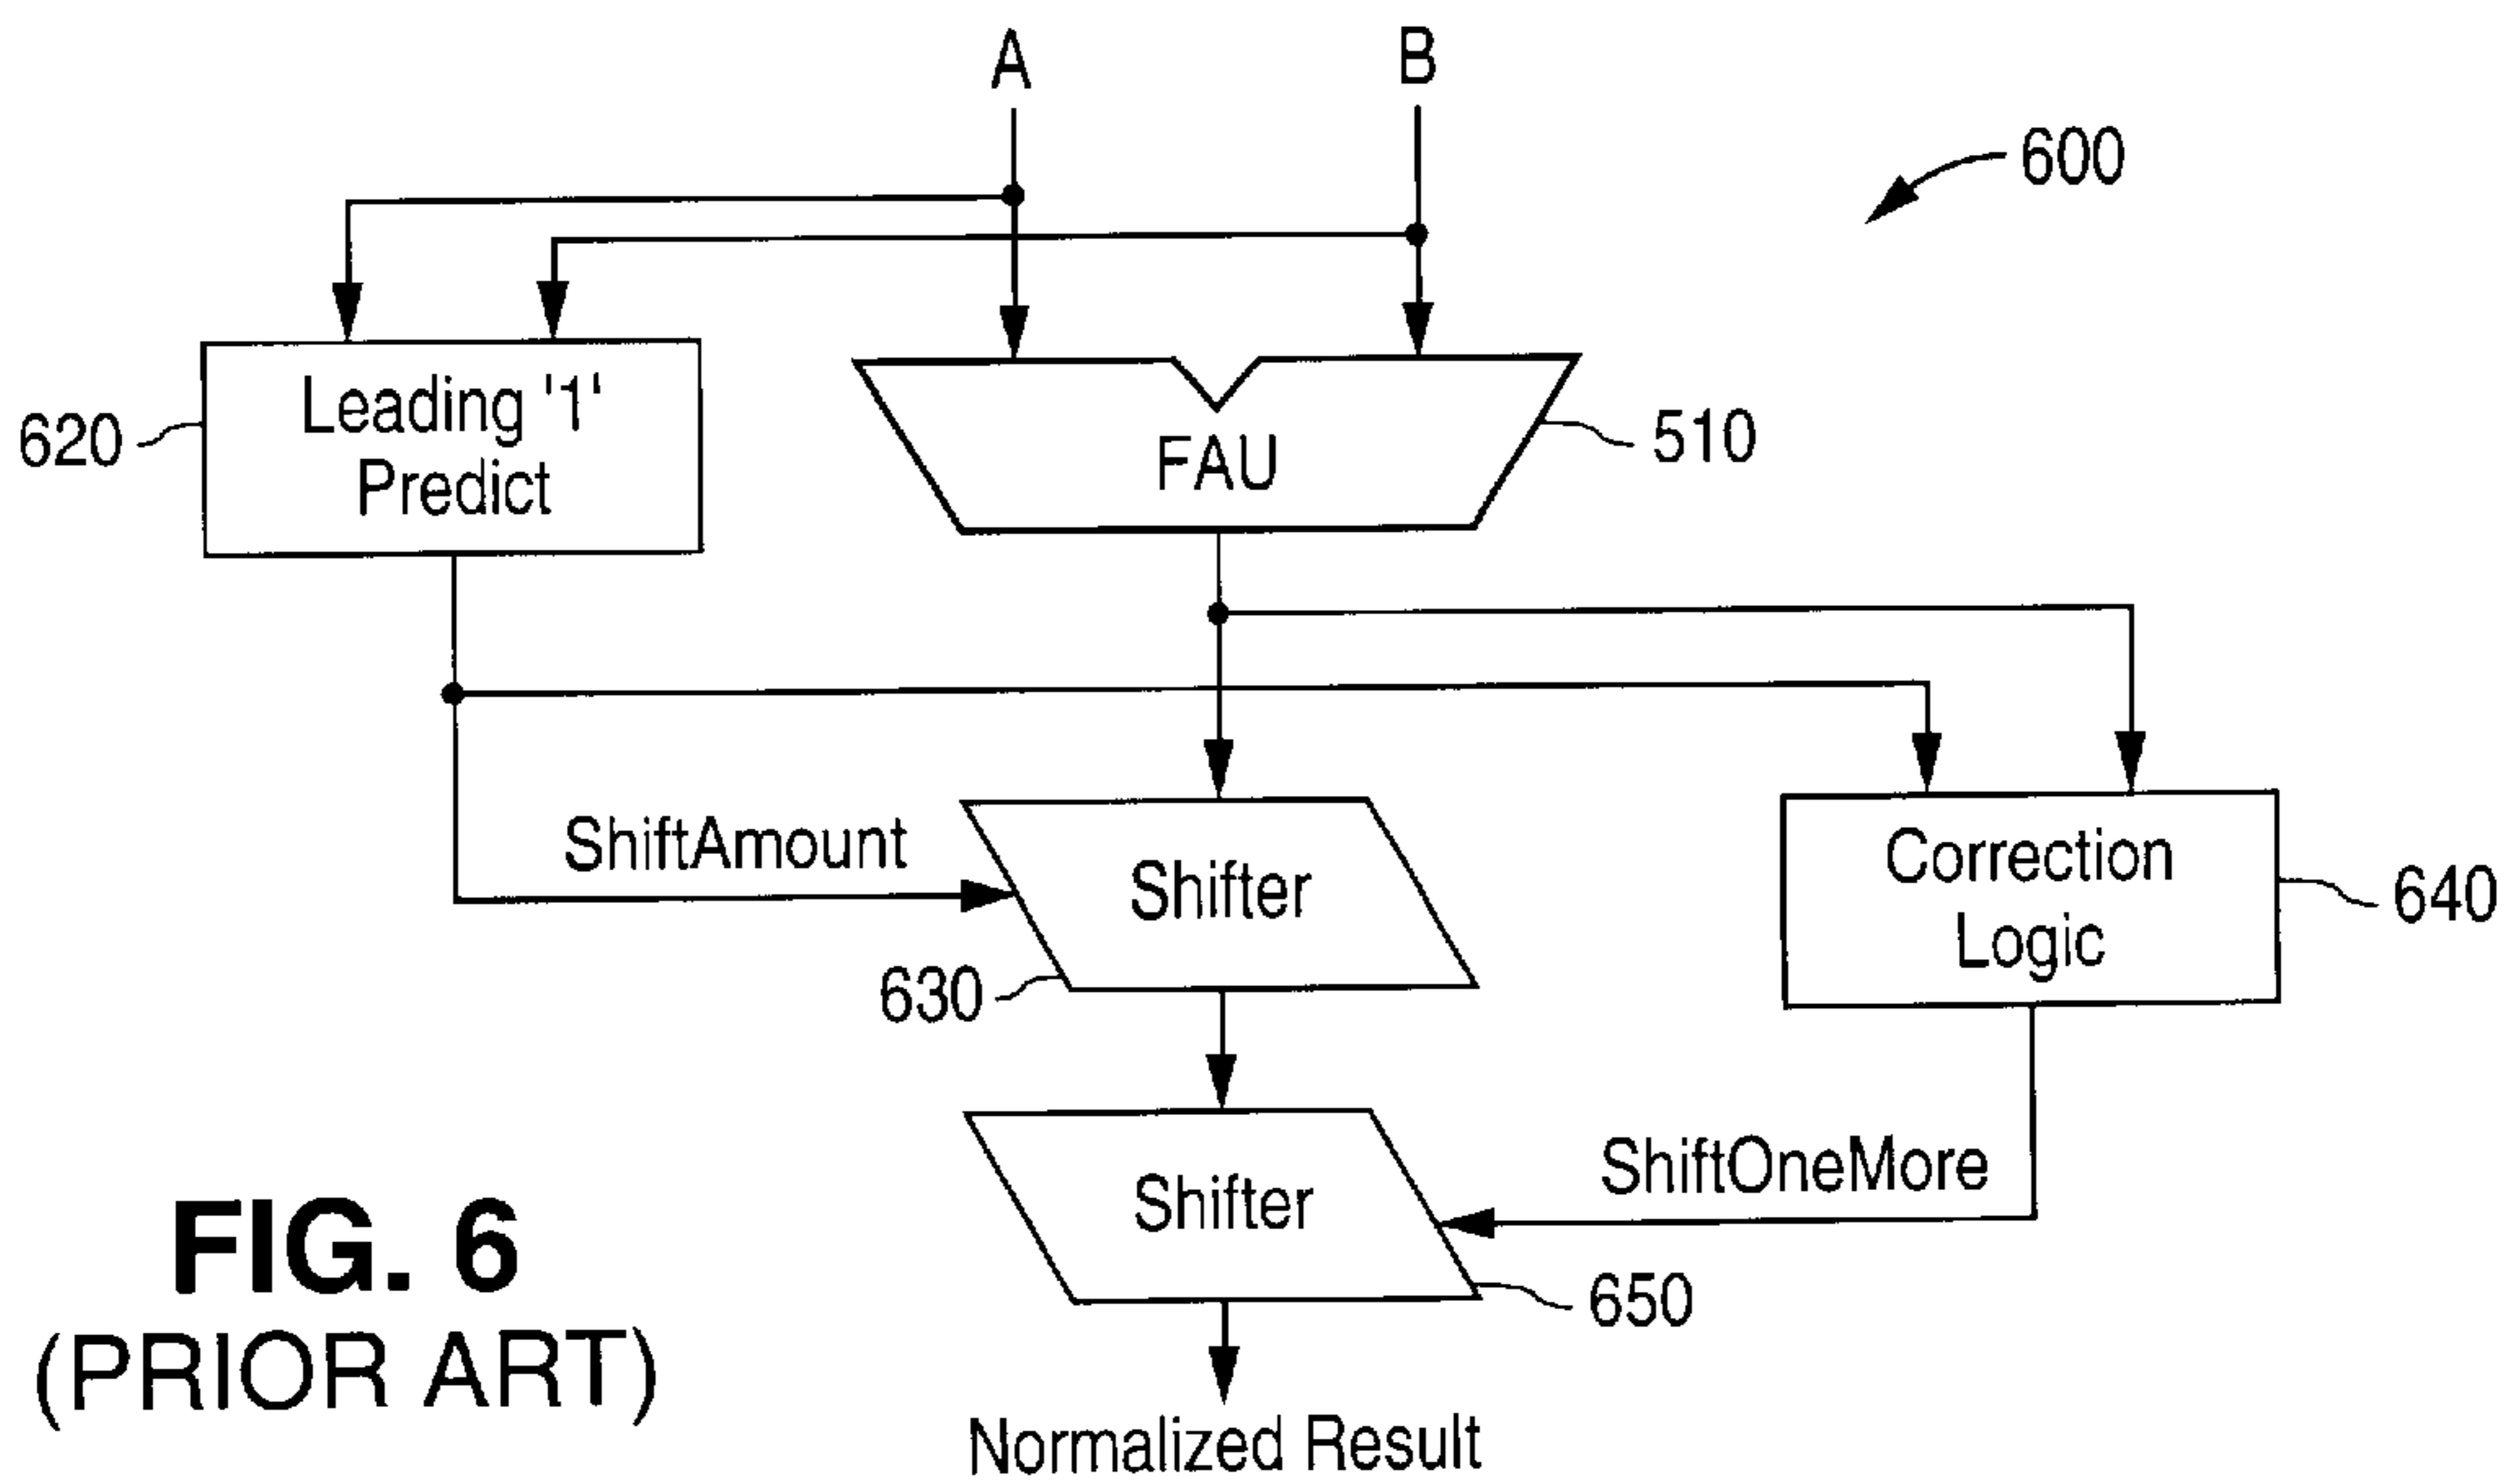 A
B
600
Leading '1'
Predict
620
FAU
510
ShiftAmount
Shifter
630
Correction
Logic
640
Shifter
ShiftOneMore
650
Normalized Result
FIG. 6
(PRIOR ART)